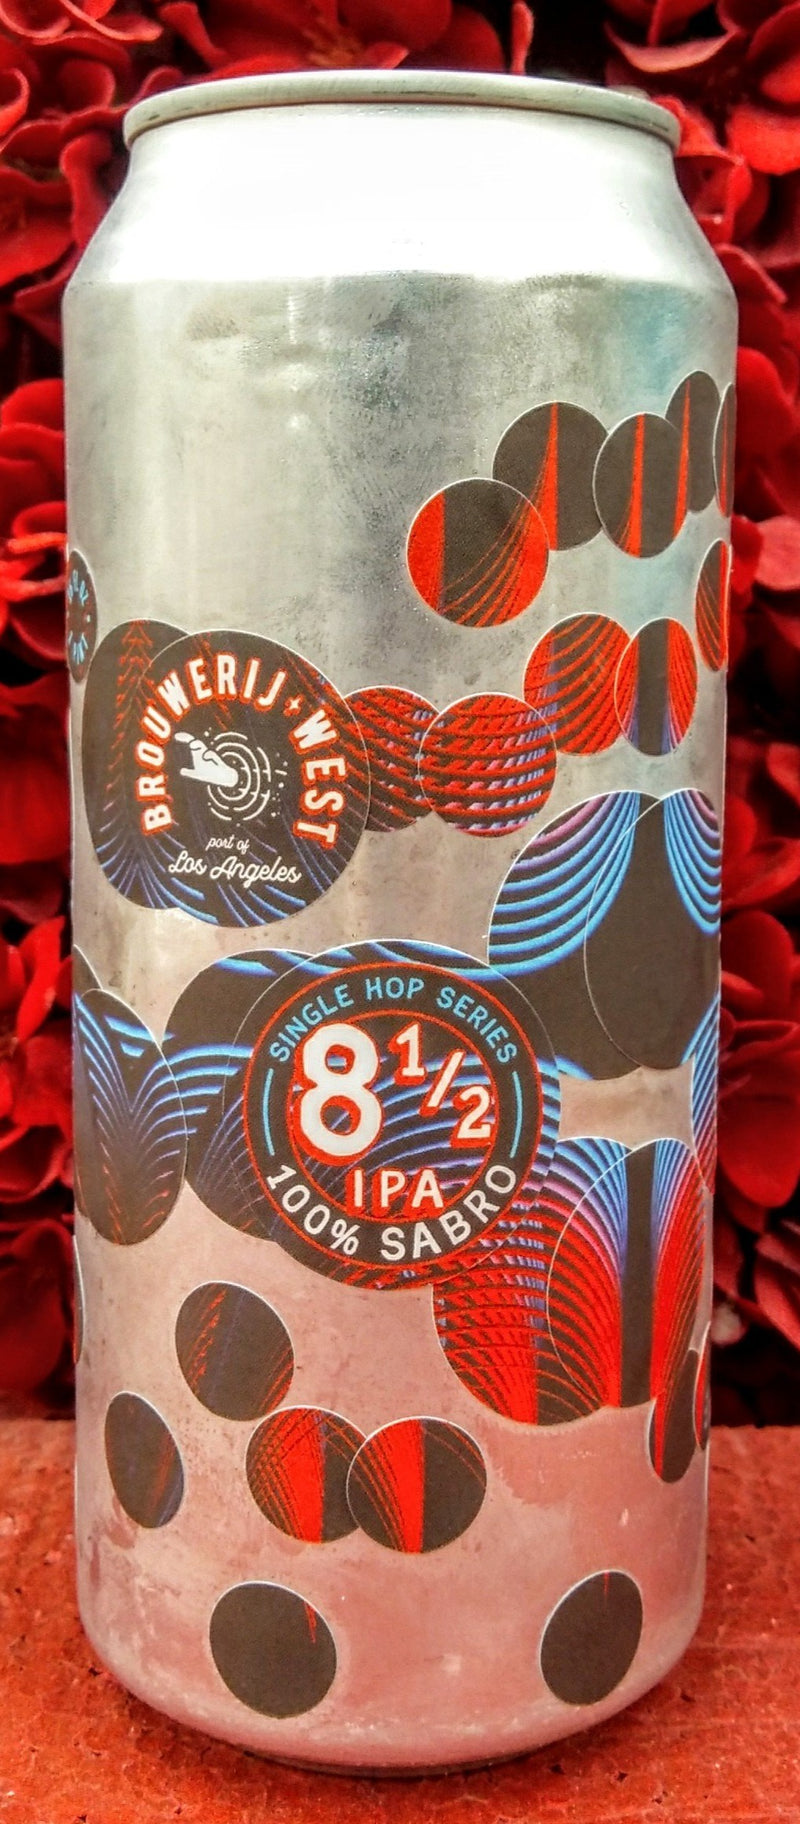 BROUWERIJ WEST
port of
Los Angeles
SINGLE HOP SERIES
8 1/2
IPA
100% SABRO